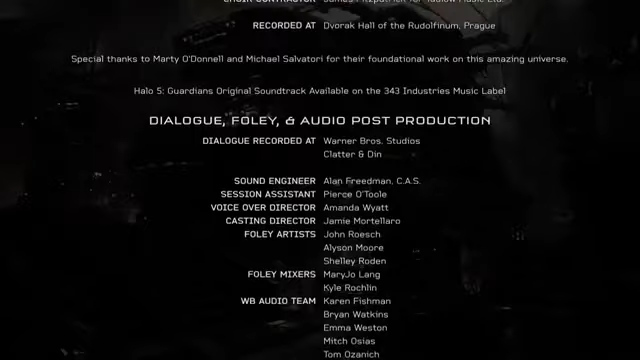 RECORDED AT Dvorak Hall of the Rudolfinum, Prague
Special thanks to Marty O'Donnell and Michael Salvatori for their foundational work on this amazing universe.
Halo 5: Guardians Original Soundtrack Available on the 343 Industries Music Label
DIALOGUE, FOLEY, & AUDIO POST PRODUCTION
DIALOGUE RECORDED AT Warner Bros. Studios
Clatter & Din
SOUND ENGINEER Alan Freedman, C.A.S.
SESSION ASSISTANT Pierce O'Toole
VOICE OVER DIRECTOR Amanda Wyatt
CASTING DIRECTOR Jamie Mortellaro
FOLEY ARTISTS John Roesch
Alyson Moore
Shelley Roden
FOLEY MIXERS MaryJo Lang
Kyle Rochlin
WB AUDIO TEAM Karen Fishman
Bryan Watkins
Emma Weston
Mitch Osias
Tom Ozanich